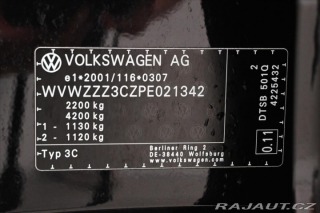 VOLKSWAGEN AG
e1*2001/116*0307
WVWZZZ3CZPE021342
2200 kg
4200 kg
1 - 1130 kg
2 - 1120 kg
Typ 3C
Berliner Ring 2
DE-38440 Wolfsburg
www.volkswagen.com
DTSB 501Q
4225432
2
0.11
RAJAUT.CZ